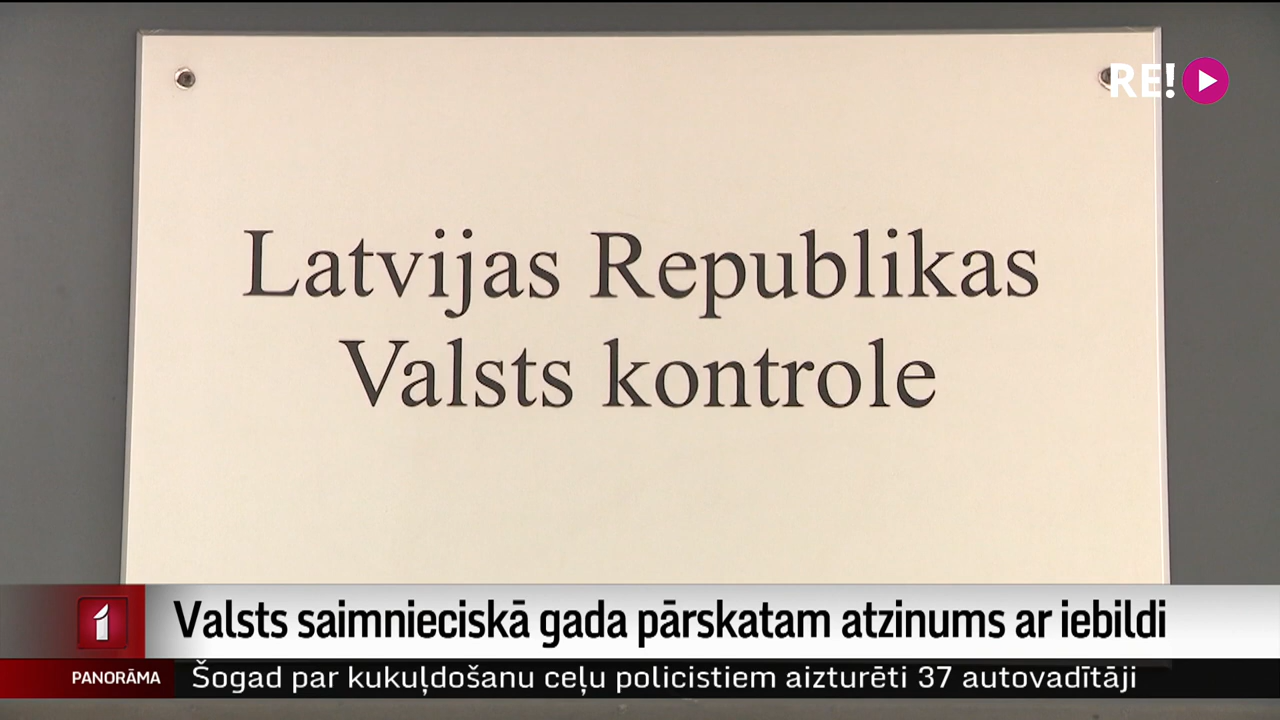 RE!
Latvijas Republikas
Valsts kontrole
1
Valsts saimnieciskā gada pārskatam atzinums ar iebildi
PANORĀMA
Šogad par kukuļdošanu ceļu policistiem aizturēti 37 autovadītāji